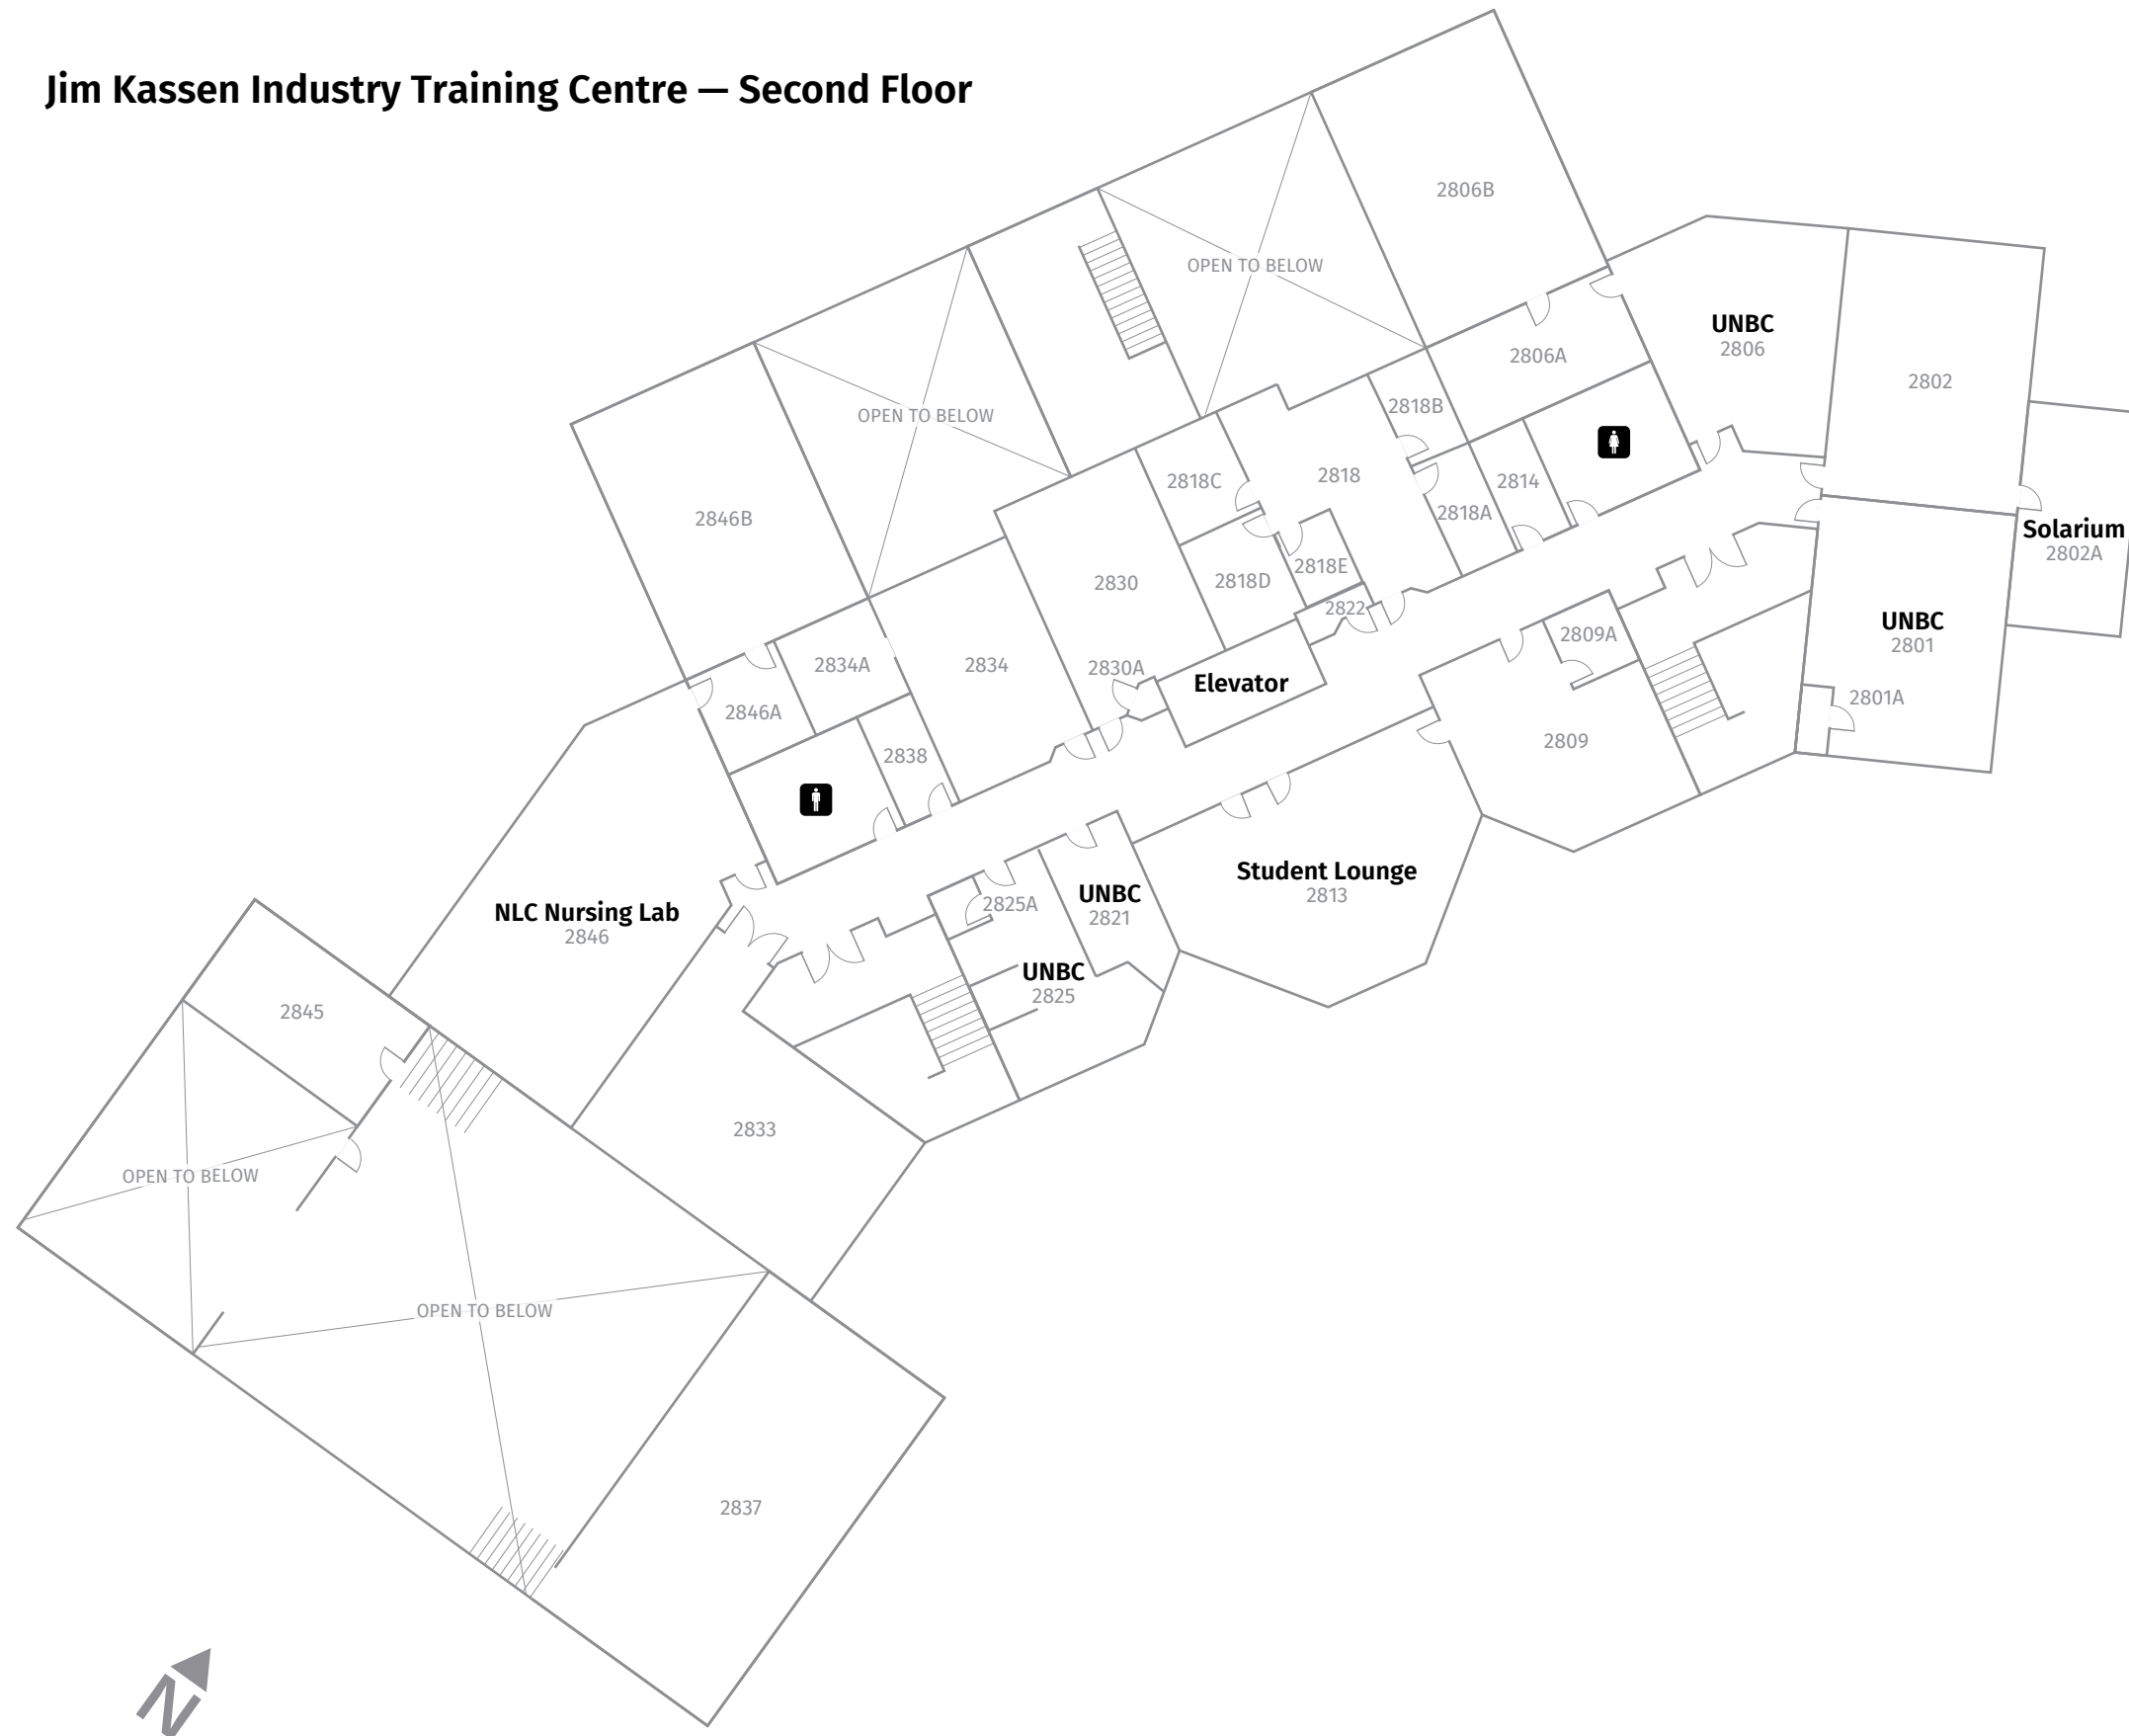 Jim Kassen Industry Training Centre — Second Floor
2806B
OPEN TO BELOW
UNBC
2806
2806A
2802
2818B
OPEN TO BELOW
2818C
2818
2814
2818A
2846B
Solarium
2802A
2830
2818D
2818E
2822
2809A
UNBC
2801
2834A
2834
2830A
Elevator
2801A
2846A
2838
2809
Student Lounge
2813
UNBC
2821
2825A
NLC Nursing Lab
2846
UNBC
2825
2845
2833
OPEN TO BELOW
OPEN TO BELOW
2837
N